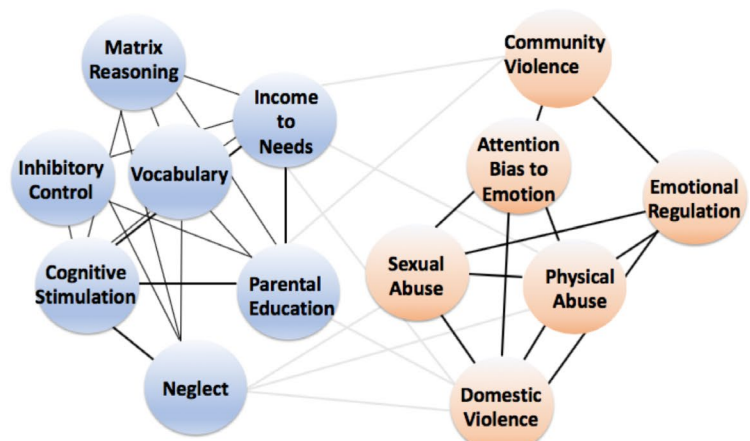 Matrix
Reasoning
Income
to
Needs
Inhibitory
Control
Vocabulary
Cognitive
Stimulation
Parental
Education
Neglect
Community
Violence
Attention
Bias to
Emotion
Emotional
Regulation
Sexual
Abuse
Physical
Abuse
Domestic
Violence